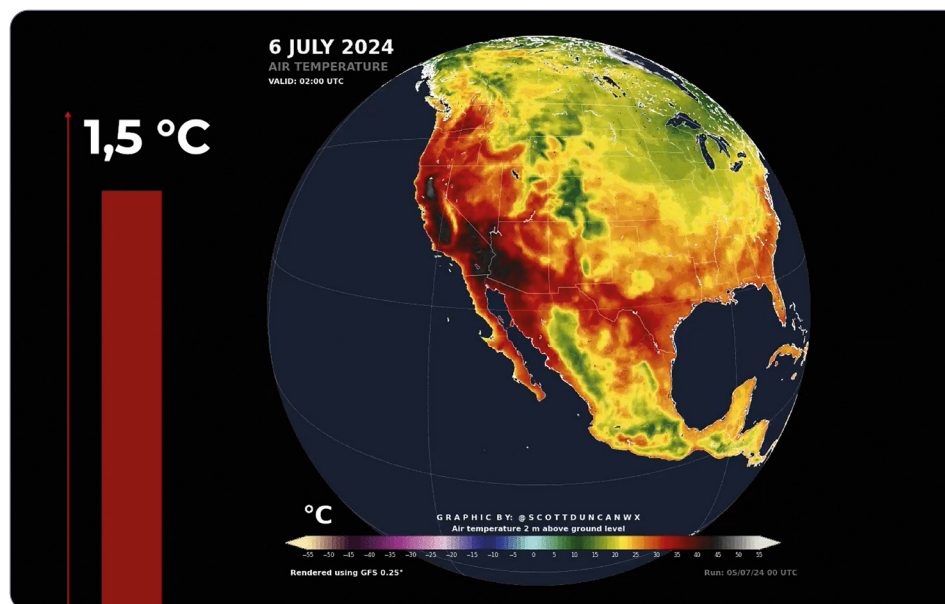 6 JULY 2024
AIR TEMPERATURE
VALID: 02:00 UTC
1,5 °C
°C
GRAPHIC BY: @SCOTTDUNCANWX
Air temperature 2 m above ground level
−55 −50 −45 −40 −35 −30 −25 −20 −15 −10 −5 0 5 10 15 20 25 30 35 40 45 50 55
Rendered using GFS 0.25°
Run: 05/07/24 00 UTC